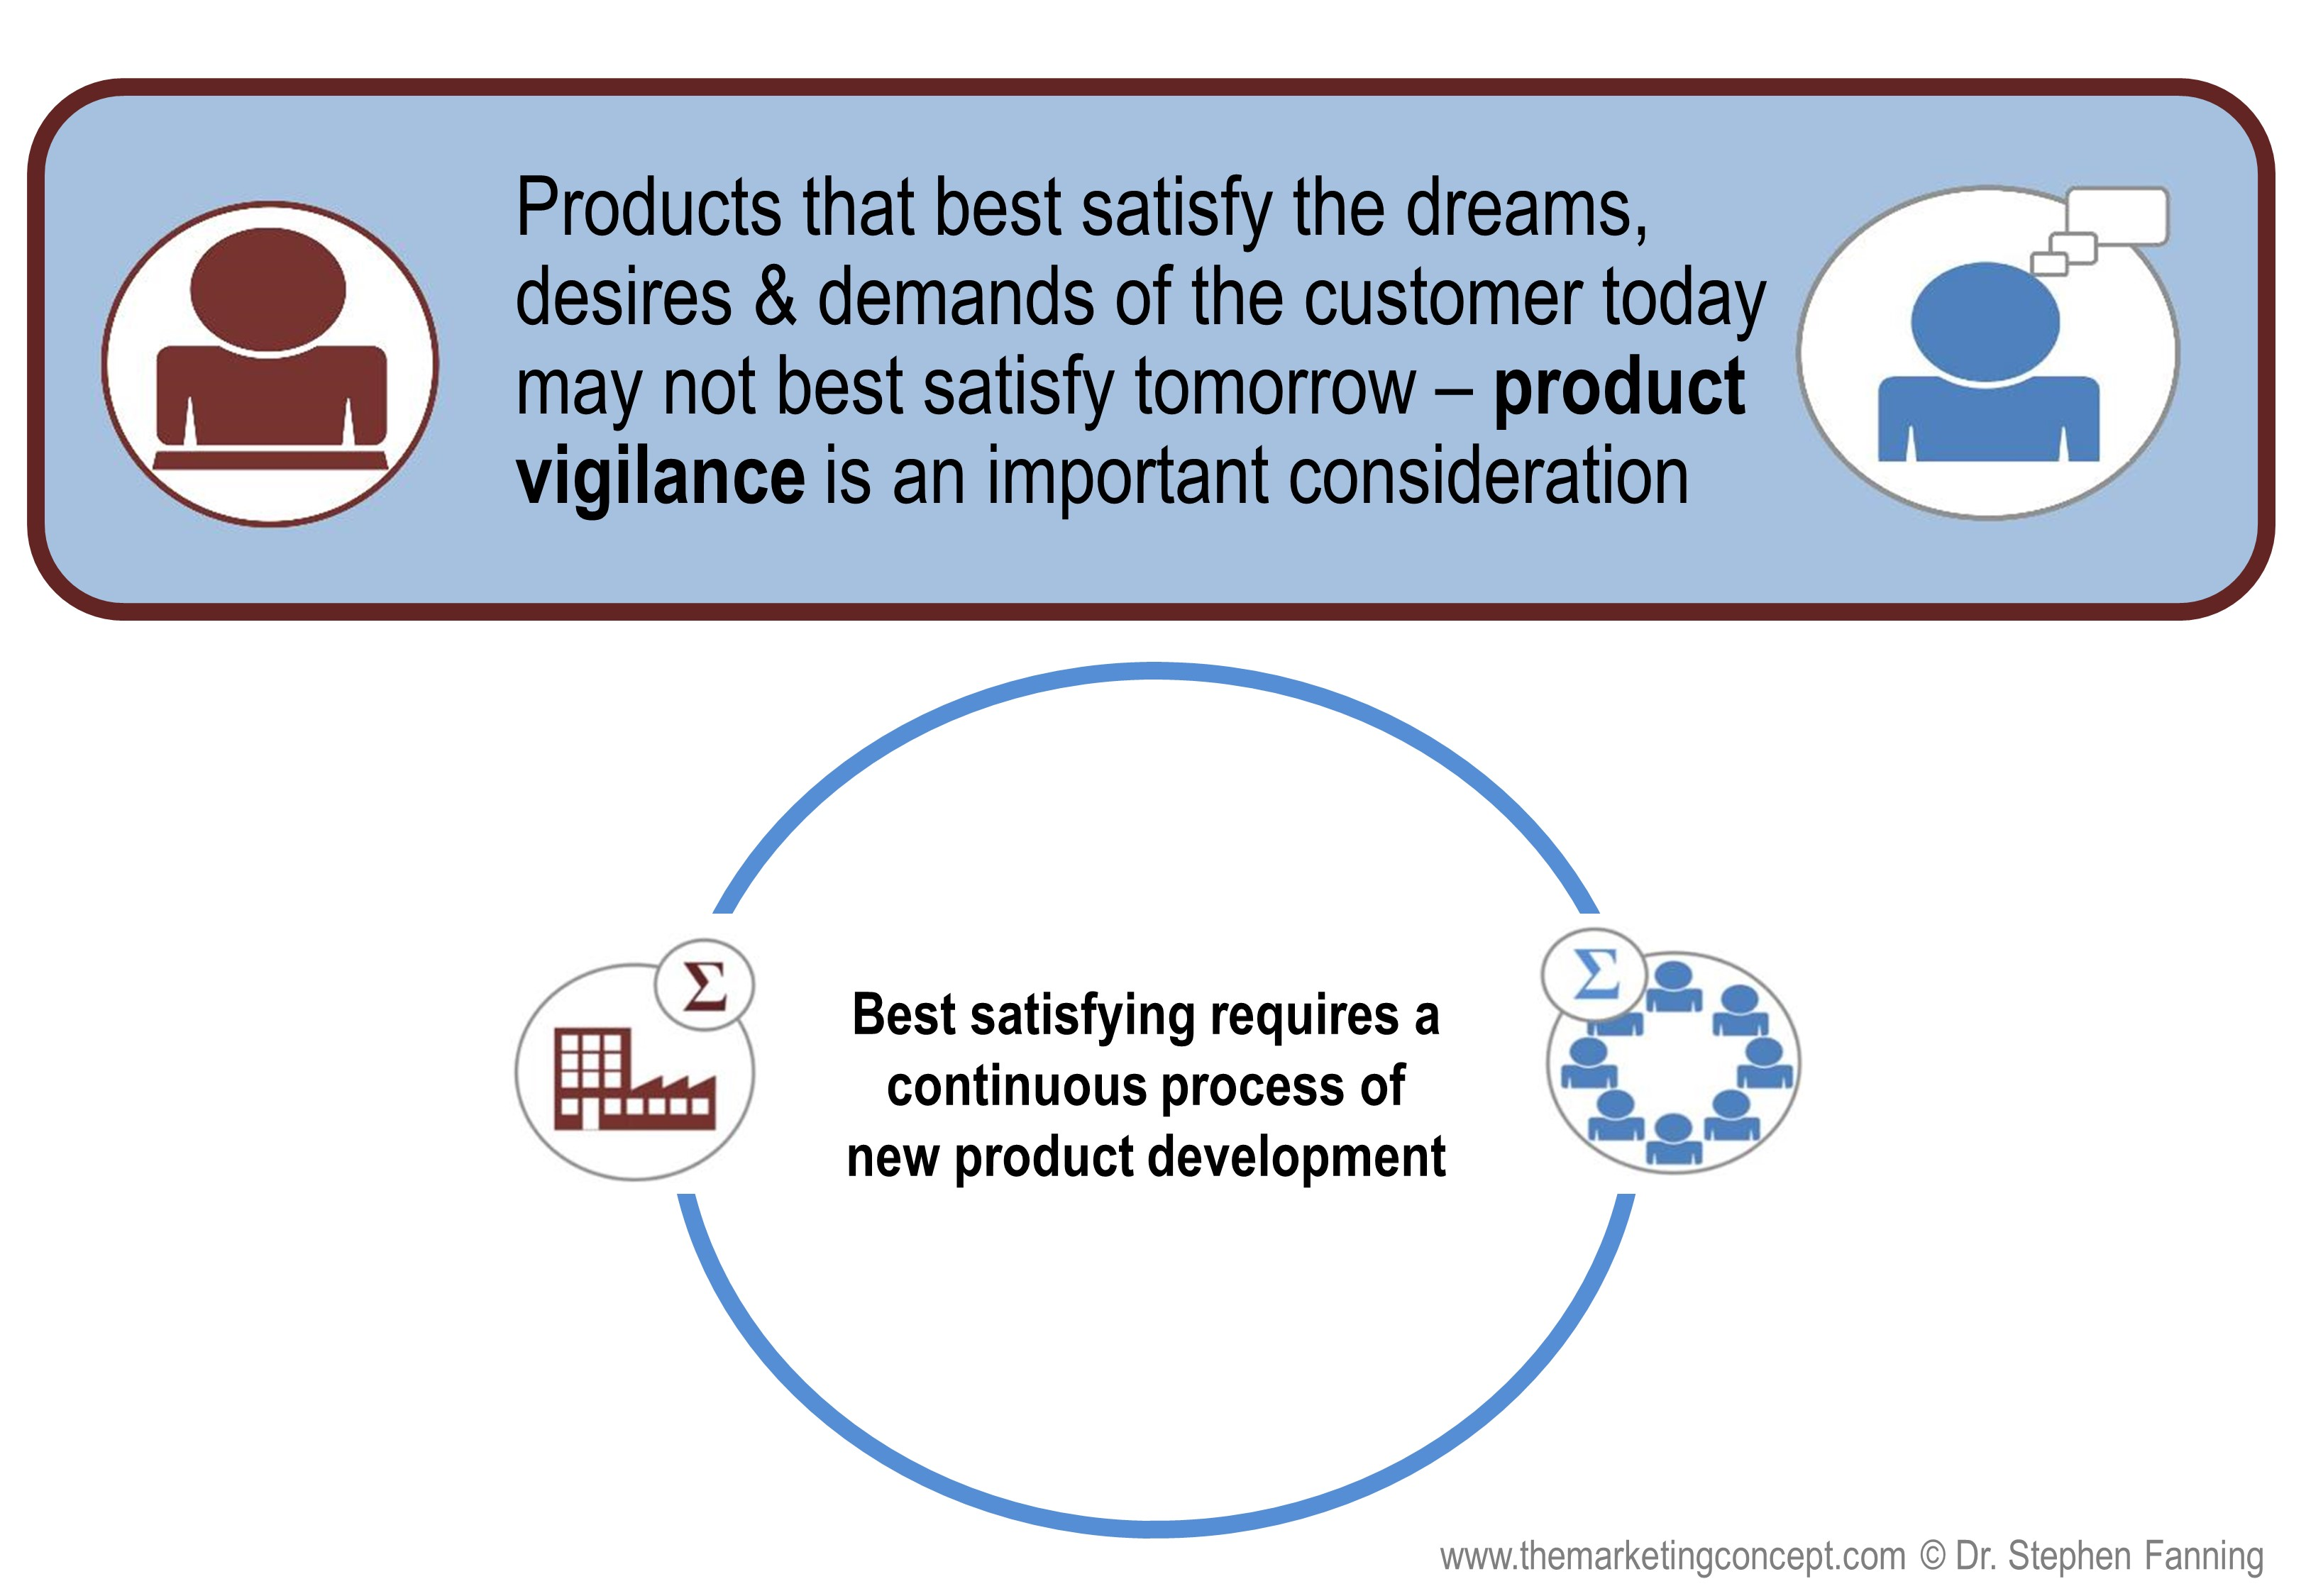 Products that best satisfy the dreams,
desires & demands of the customer today
may not best satisfy tomorrow – product
vigilance is an important consideration
Σ
Σ
Best satisfying requires a
continuous process of
new product development
www.themarketingconcept.com © Dr. Stephen Fanning